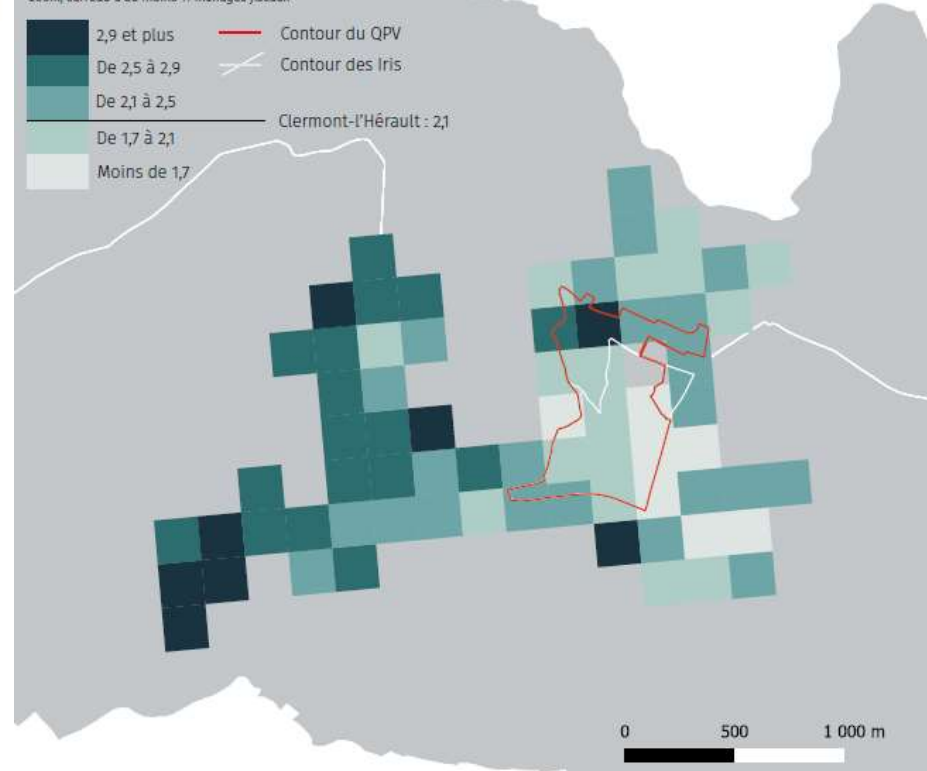 2,9 et plus
Contour du QPV
De 2,5 à 2,9
Contour des Iris
De 2,1 à 2,5
Clermont-l'Hérault : 2,1
De 1,7 à 2,1
Moins de 1,7
0 500 1 000 m